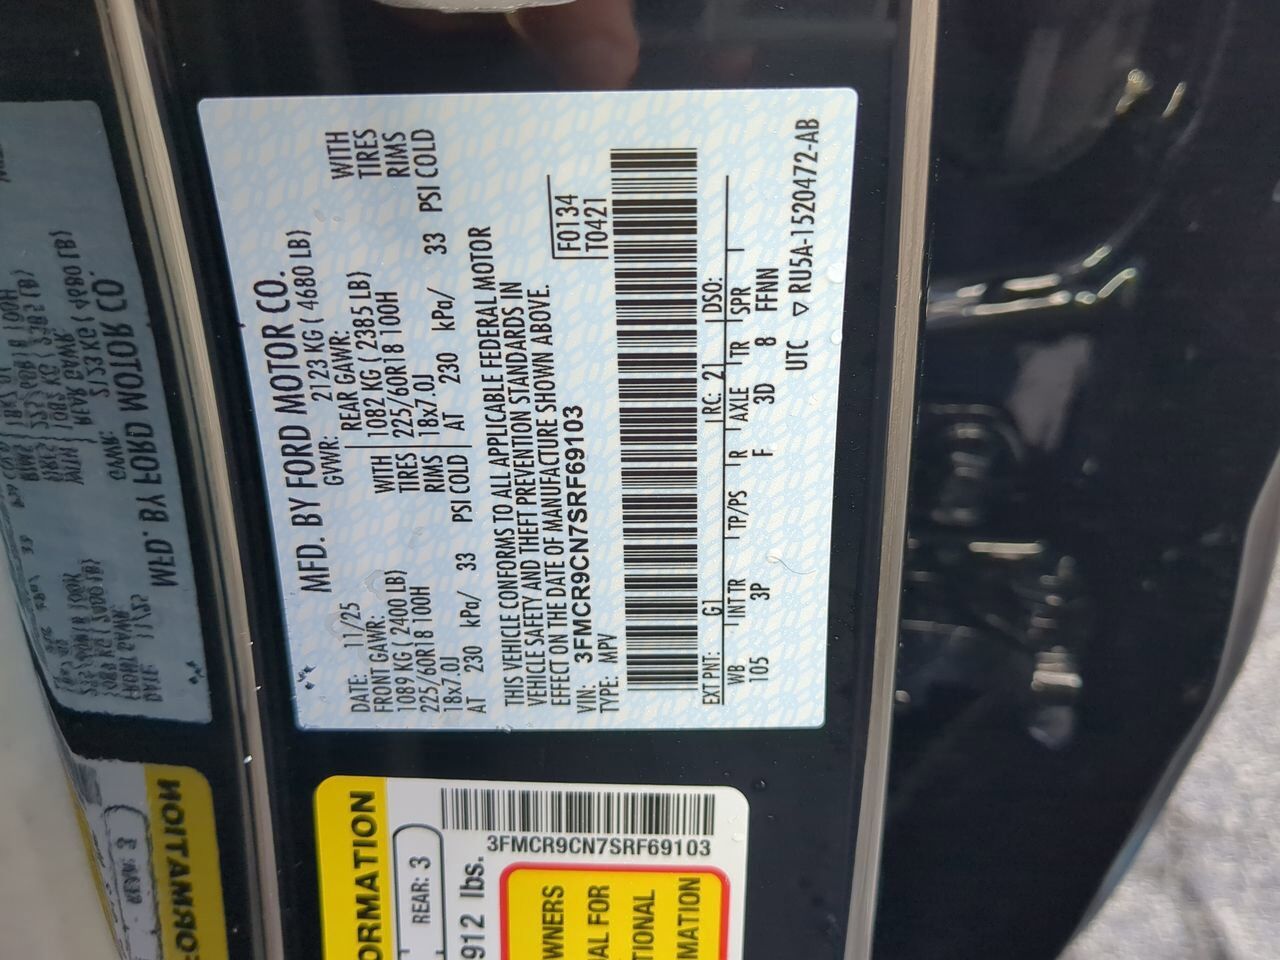 MFD. BY FORD MOTOR CO.
DATE: 11/25
GVWR: 2123 KG ( 4680 LB)
FRONT GAWR:
REAR GAWR:
1089 KG ( 2400 LB)
WITH
1082 KG ( 2385 LB)
WITH
225/60R18 100H
TIRES
225/60R18 100H
TIRES
18x7.0J
RIMS
18x7.0J
RIMS
AT 230 kPa/ 33 PSI COLD
AT 230 kPa/ 33 PSI COLD
THIS VEHICLE CONFORMS TO ALL APPLICABLE FEDERAL MOTOR
VEHICLE SAFETY AND THEFT PREVENTION STANDARDS IN
EFFECT ON THE DATE OF MANUFACTURE SHOWN ABOVE.
VIN: 3FMCR9CN7SRF69103
TYPE: MPV
F0134
T0421
EXT PNT: G1 RC: 21 DSO:
WB INT TR TP/PS R AXLE TR SPR
105 3P F 3D 8 FFNN
UTC ▽ RU5A-1520472-AB
ORMATION
REAR: 3
912 lbs.
3FMCR9CN7SRF69103
WNERS
AL FOR
TIONAL
MATION